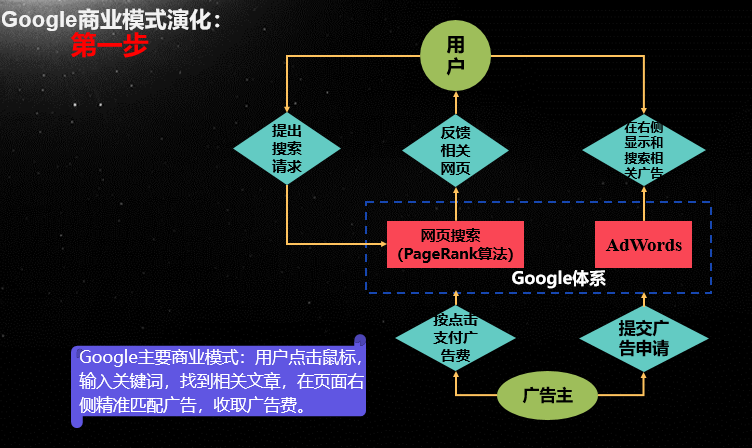 Google商业模式演化：
第一步
用
户
提出
搜索
请求
反馈
相关
网页
在右侧
显示和
搜索相
关广告
网页搜索
（PageRank算法）
AdWords
Google体系
按点击
支付广
告费
提交广
告申请
广告主
Google主要商业模式：用户点击鼠标，
输入关键词，找到相关文章，在页面右
侧精准匹配广告，收取广告费。